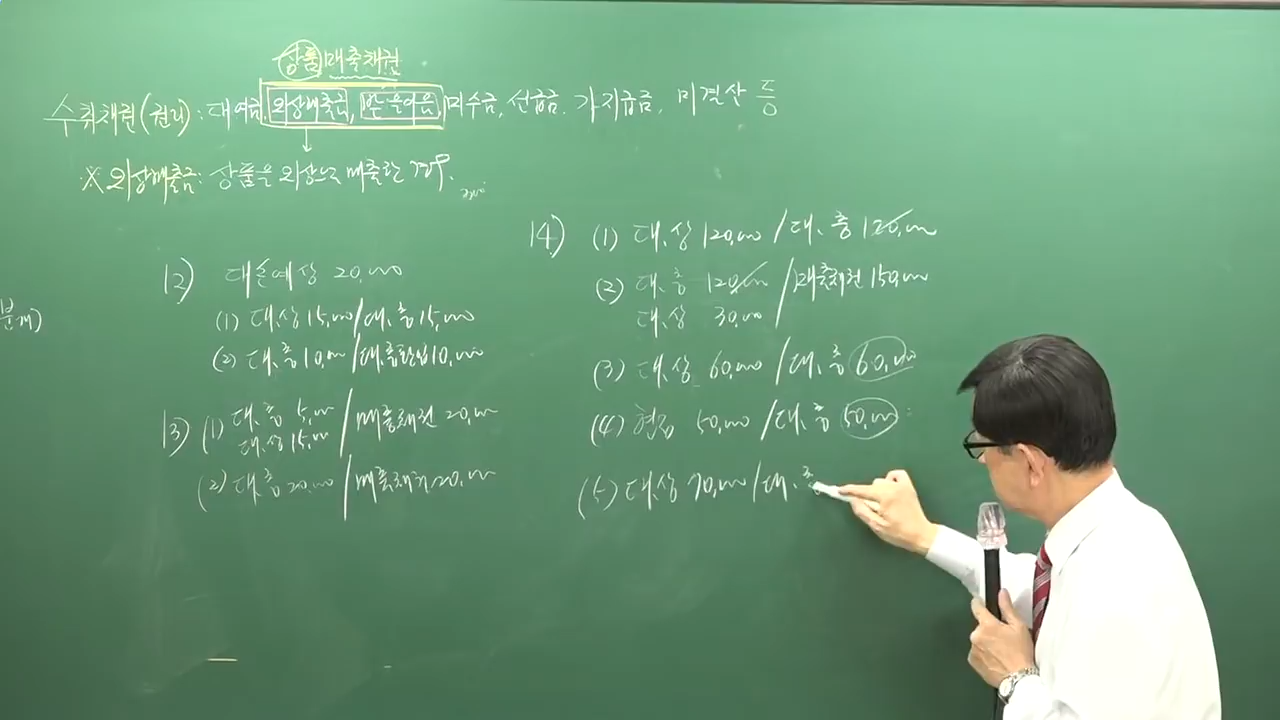 상품 매출채권
수취채권(권리): 대여금, 외상매출금, 받을어음, 미수금, 선급금, 가지급금, 미결산 등
※ 외상매출금: 상품을 외상으로 매출한 경우.
12) 대손예상 20,000
(1) 대.상 15,000 / 대.충 15,000
(2) 대.충 10,000 / 대.충환입 10,000
13) (1) 대.충 5,000 / 매출채권 20,000
대.상 15,000
(2) 대.충 20,000 / 매출채권 20,000
14) (1) 대.상 120,000 / 대.충 120,000
(2) 대.충 120,000 / 매출채권 150,000
대.상 30,000
(3) 대.상 60,000 / 대.충 60,000
(4) 현금 50,000 / 대.충 50,000
(5) 대.상 70,000 / 대.충